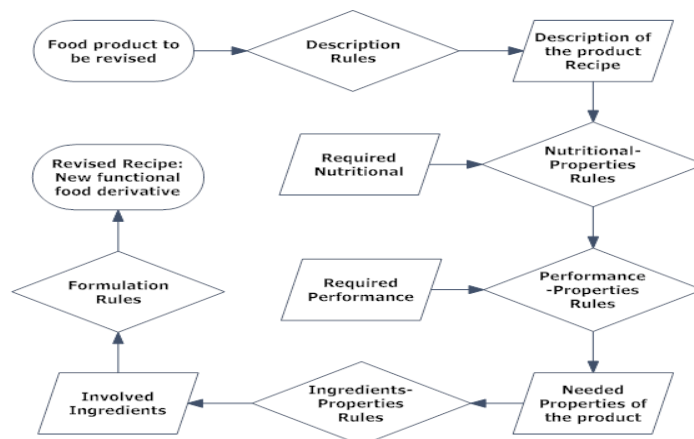 Food product to
be revised
Description
Rules
Description of
the product
Recipe
Required
Nutritional
Nutritional-
Properties
Rules
Revised Recipe:
New functional
food derivative
Required
Performance
Performance
-Properties
Rules
Formulation
Rules
Involved
Ingredients
Ingredients-
Properties
Rules
Needed
Properties of
the product